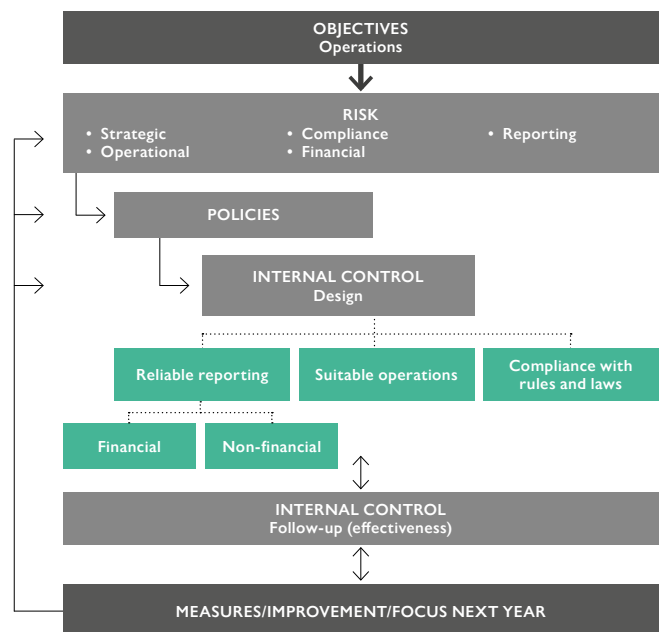 OBJECTIVES
Operations
RISK
• Strategic
• Operational
• Compliance
• Financial
• Reporting
POLICIES
INTERNAL CONTROL
Design
Reliable reporting
Suitable operations
Compliance with
rules and laws
Financial
Non-financial
INTERNAL CONTROL
Follow-up (effectiveness)
MEASURES/IMPROVEMENT/FOCUS NEXT YEAR